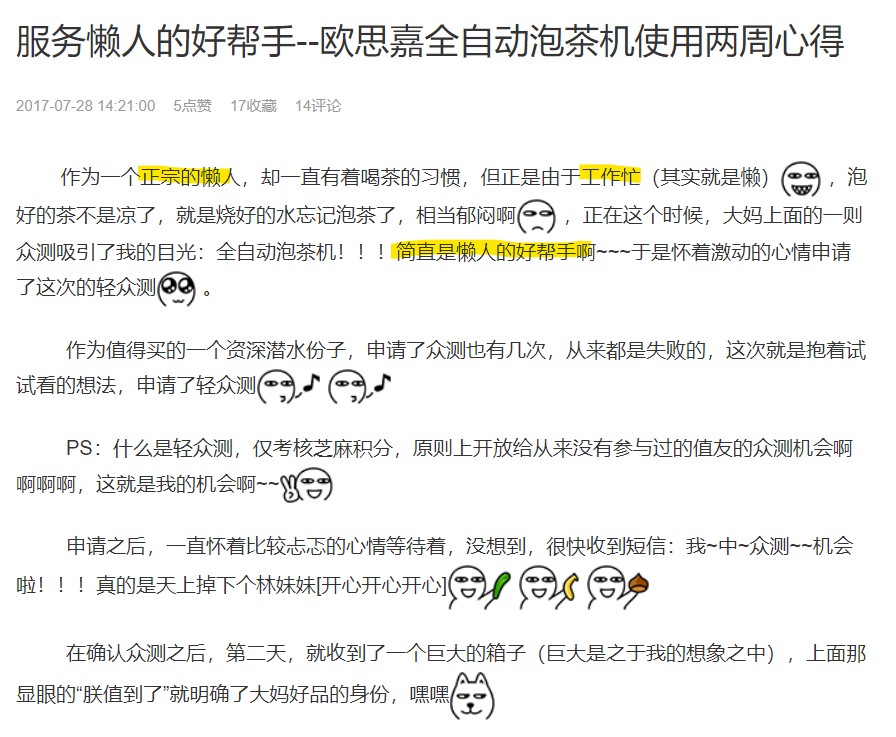 服务懒人的好帮手--欧思嘉全自动泡茶机使用两周心得
2017-07-28 14:21:00 5点赞 17收藏 14评论
作为一个正宗的懒人，却一直有着喝茶的习惯，但正是由于工作忙（其实就是懒），泡
好的茶不是凉了，就是烧好的水忘记泡茶了，相当郁闷啊，正在这个时候，大妈上面的一则
众测吸引了我的目光：全自动泡茶机！！！简直是懒人的好帮手啊~~~于是怀着激动的心情申请
了这次的轻众测。
作为值得买的一个资深潜水份子，申请了众测也有几次，从来都是失败的，这次就是抱着试
试看的想法，申请了轻众测
PS：什么是轻众测，仅考核芝麻积分，原则上开放给从来没有参与过的值友的众测机会啊
啊啊啊，这就是我的机会啊~~
申请之后，一直怀着比较忐忑的心情等待着，没想到，很快收到短信：我~中~众测~~机会
啦！！！真的是天上掉下个林妹妹[开心开心开心]
在确认众测之后，第二天，就收到了一个巨大的箱子（巨大是之于我的想象之中），上面那
显眼的“朕值到了”就明确了大妈好品的身份，嘿嘿